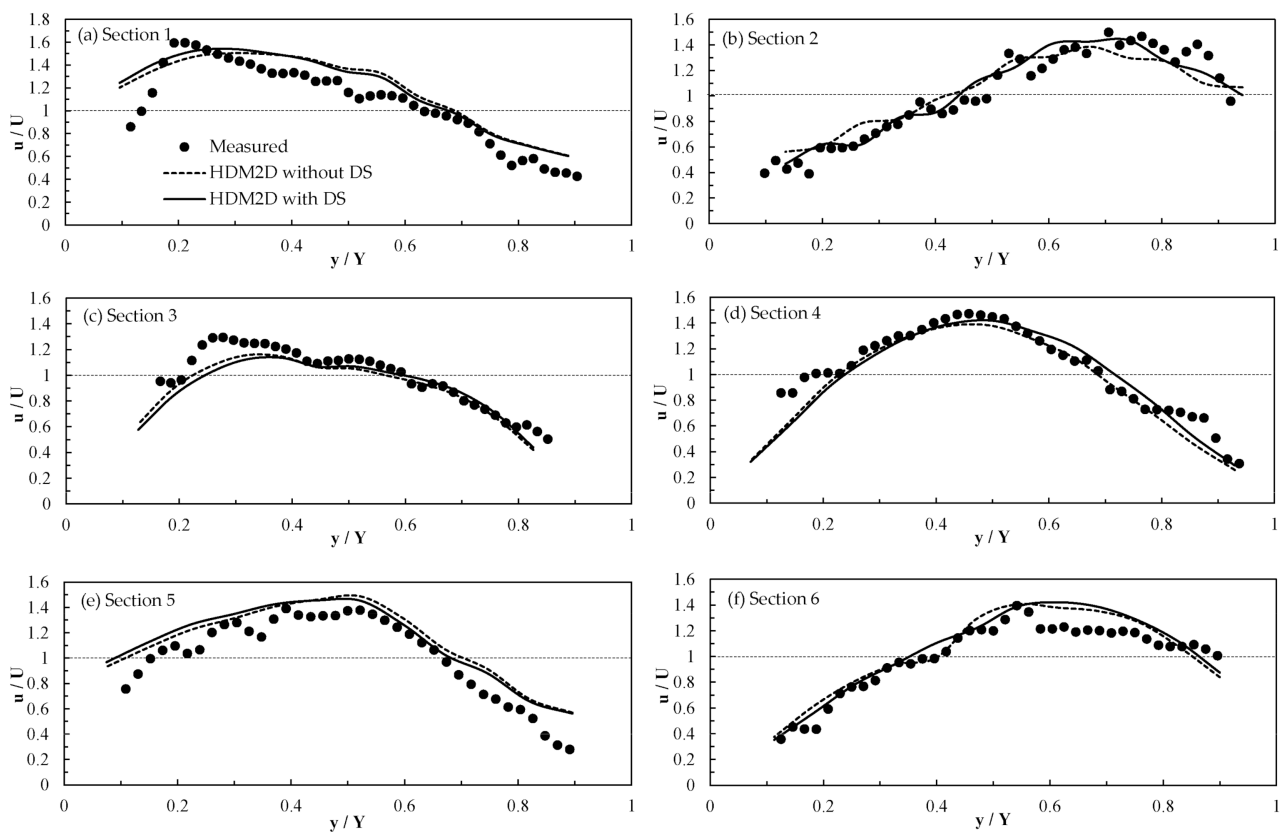 (a) Section 1
1.8
1.6
1.4
1.2
1
0.8
0.6
0.4
0.2
0
u / U
Measured
HDM2D without DS
HDM2D with DS
0 0.2 0.4 0.6 0.8 1
y / Y
(b) Section 2
1.6
1.4
1.2
1
0.8
0.6
0.4
0.2
0
u / U
0 0.2 0.4 0.6 0.8 1
y / Y
(c) Section 3
1.6
1.4
1.2
1
0.8
0.6
0.4
0.2
0
u / U
0 0.2 0.4 0.6 0.8 1
y / Y
(d) Section 4
1.6
1.4
1.2
1
0.8
0.6
0.4
0.2
0
u / U
0 0.2 0.4 0.6 0.8 1
y / Y
(e) Section 5
1.6
1.4
1.2
1
0.8
0.6
0.4
0.2
0
u / U
0 0.2 0.4 0.6 0.8 1
y / Y
(f) Section 6
1.6
1.4
1.2
1
0.8
0.6
0.4
0.2
0
u / U
0 0.2 0.4 0.6 0.8 1
y / Y